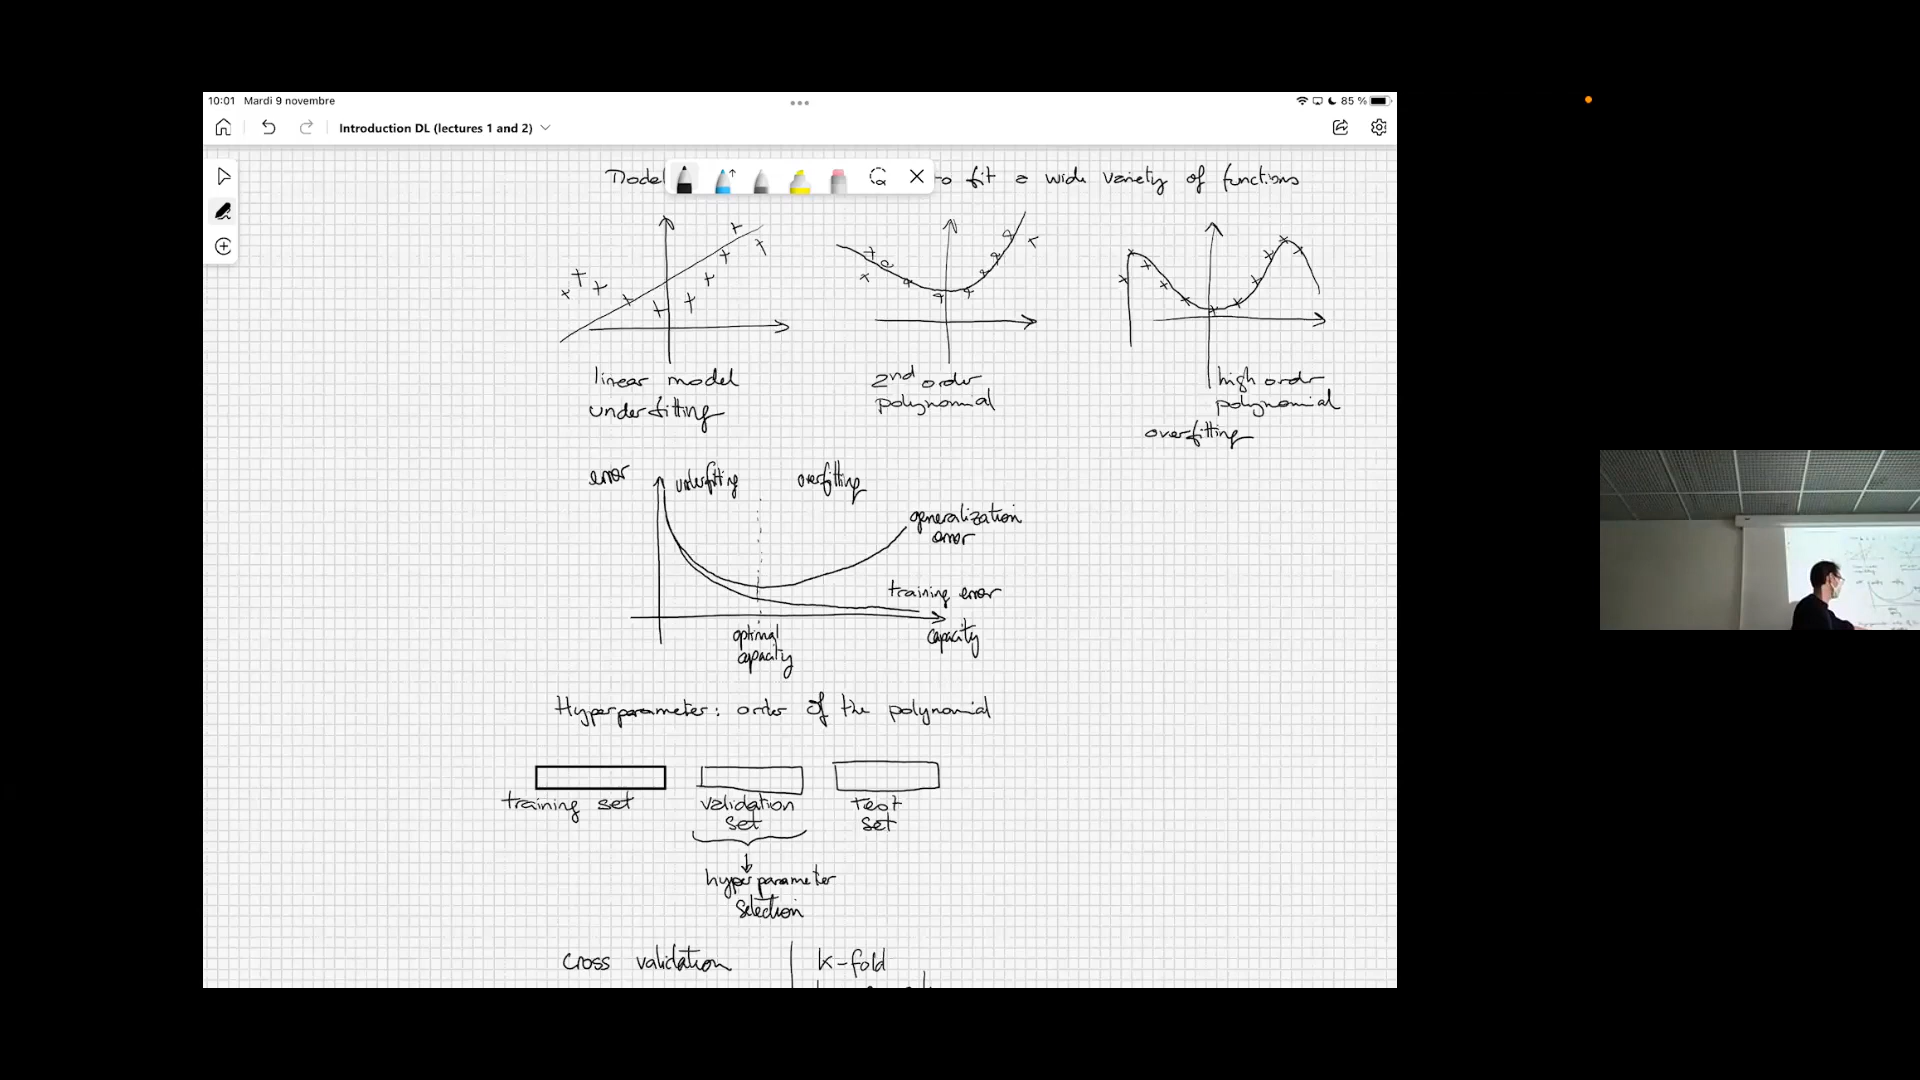 10:01 Mardi 9 novembre
85 %
Introduction DL (lectures 1 and 2)
Model
to fit a wide variety of functions
linear model
underfitting
2nd order
polynomial
high order
polynomial
overfitting
error
underfitting
overfitting
generalization
error
training error
optimal
capacity
capacity
Hyperparameter: order of the polynomial
training set
validation
set
test
set
hyperparameter
selection
cross validation
k-fold